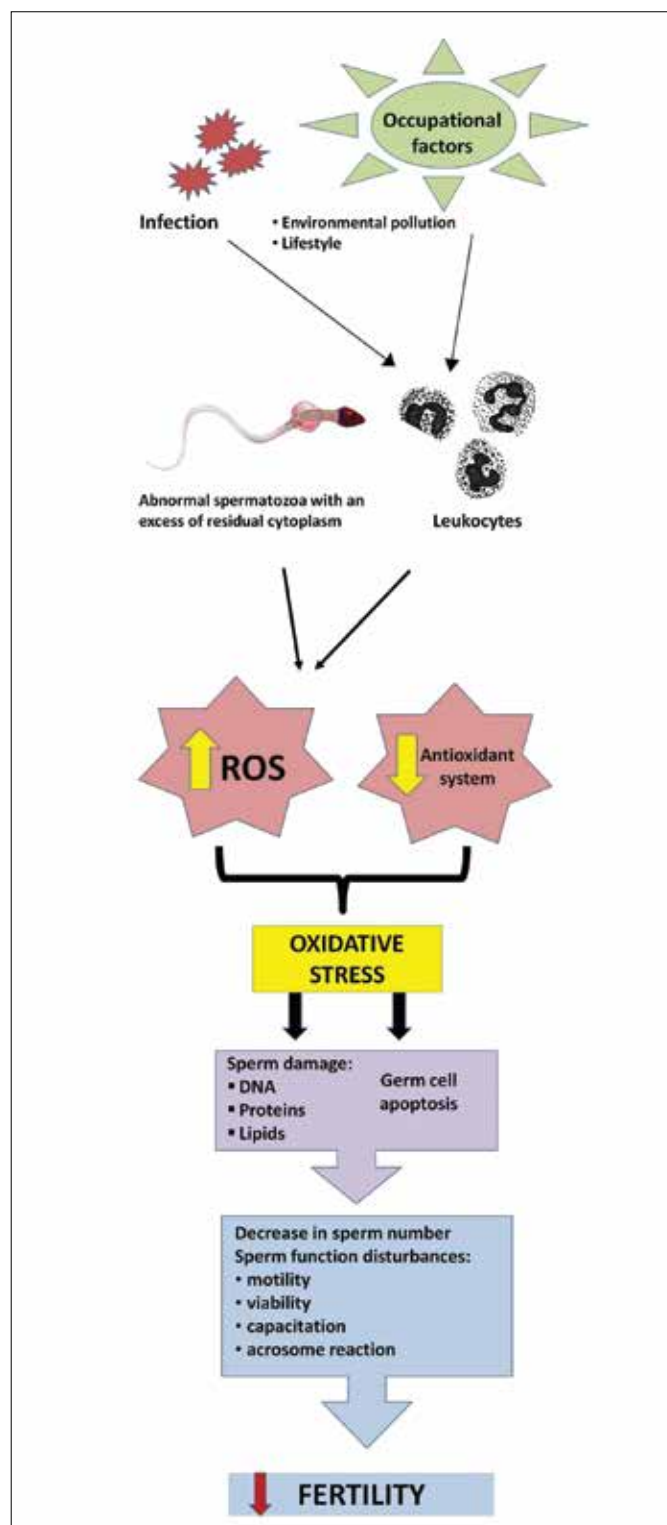 Occupational
factors
Infection
• Environmental pollution
• Lifestyle
Abnormal spermatozoa with an
excess of residual cytoplasm
Leukocytes
ROS
Antioxidant
system
OXIDATIVE
STRESS
Sperm damage:
▪ DNA
▪ Proteins
▪ Lipids
Germ cell
apoptosis
Decrease in sperm number
Sperm function disturbances:
• motility
• viability
• capacitation
• acrosome reaction
FERTILITY